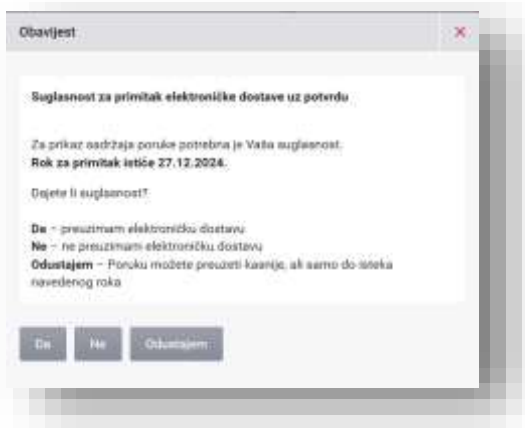 Obavijest
Suglasnost za primitak elektroničke dostave uz potvrdu
Za prikaz sadržaja poruke potrebna je Vaša suglasnost.
Rok za primitak ističe 27.12.2024.
Dajete li suglasnost?
Da – preuzimam elektroničku dostavu
Ne – ne preuzimam elektroničku dostavu
Odustajem – Poruku možete preuzeti kasnije, ali samo do isteka
navedenog roka
Da Ne Odustajem